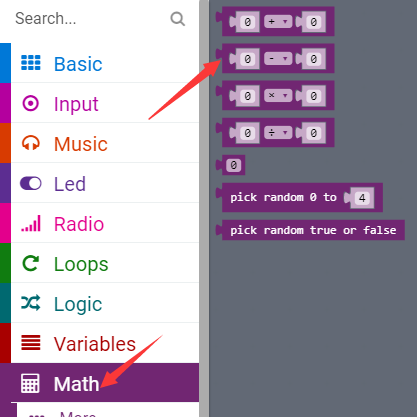 Search...
Basic
Input
Music
Led
Radio
Loops
Logic
Variables
Math
More
0 + 0
0 - 0
0 × 0
0 ÷ 0
0
pick random 0 to 4
pick random true or false